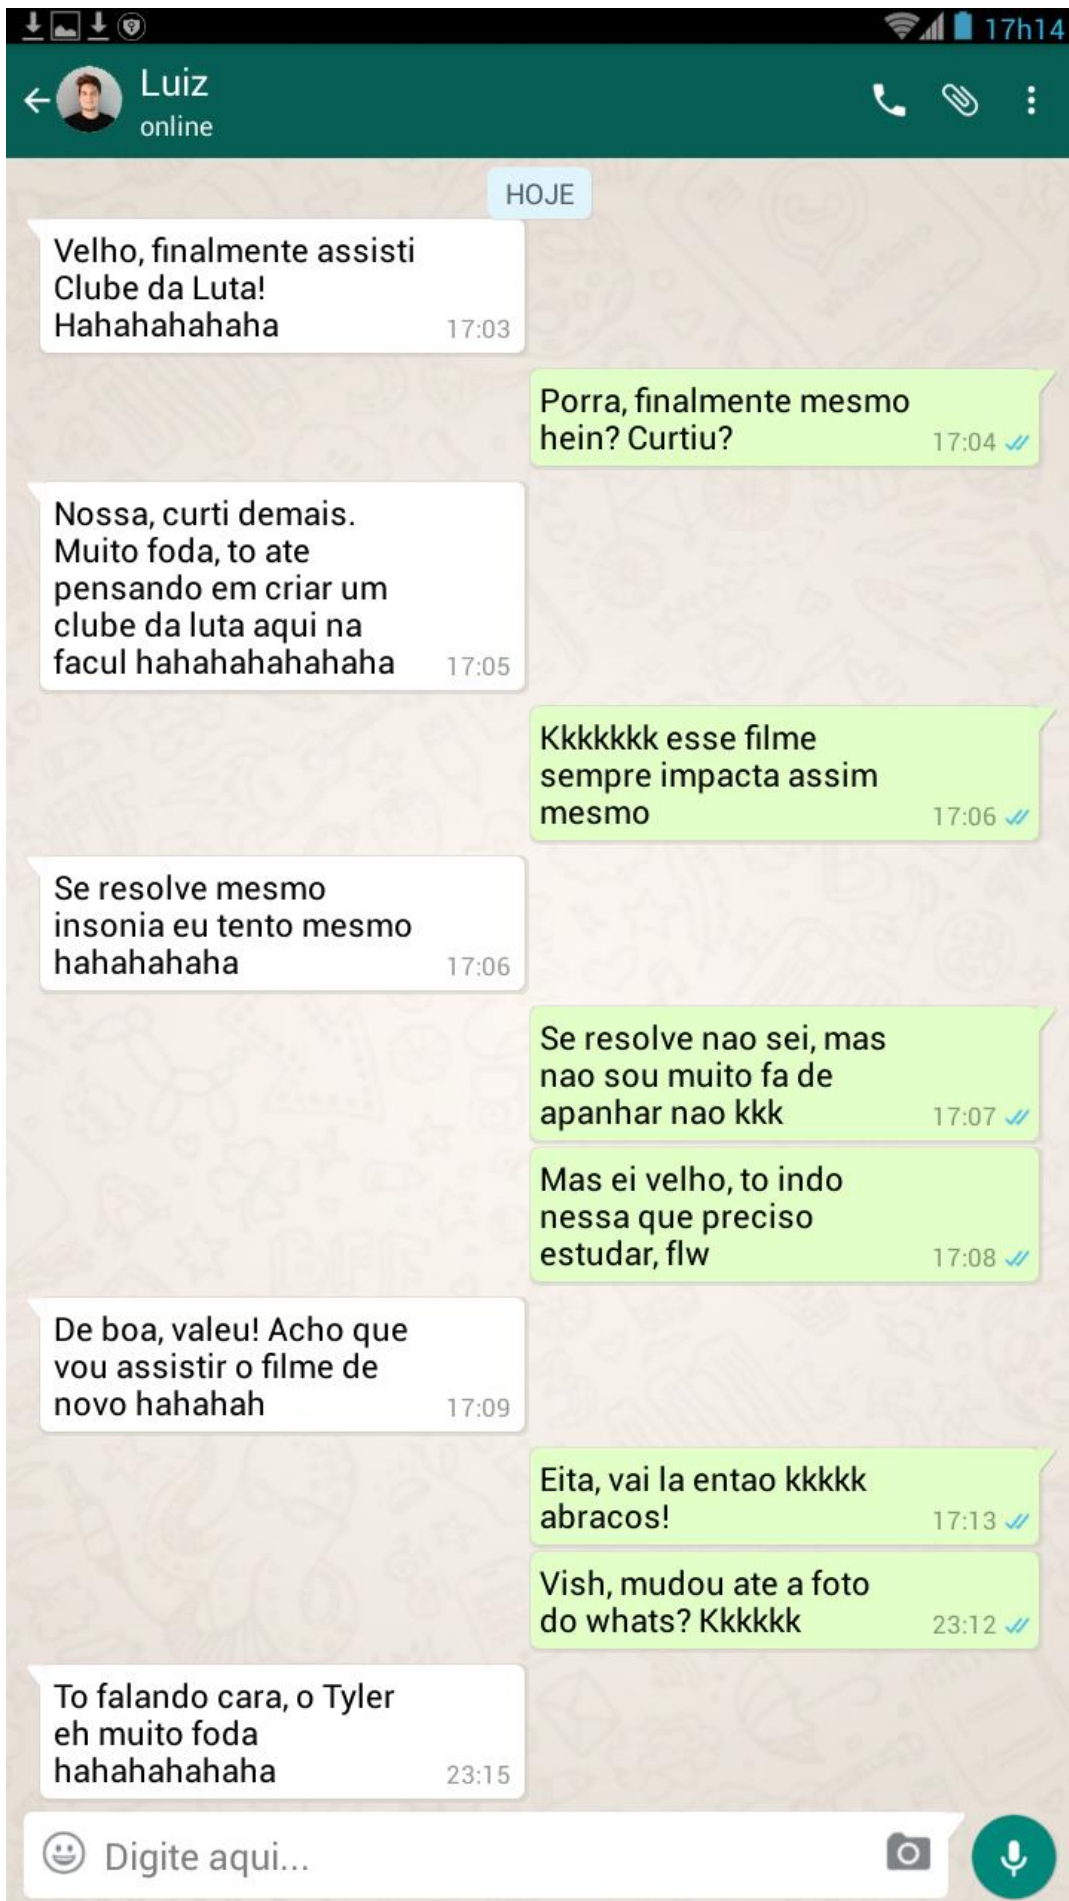 17h14
Luiz
online
HOJE
Velho, finalmente assisti
Clube da Luta!
Hahahahahaha 17:03
Porra, finalmente mesmo
hein? Curtiu? 17:04
Nossa, curti demais.
Muito foda, to ate
pensando em criar um
clube da luta aqui na
facul hahahahahahaha 17:05
Kkkkkkk esse filme
sempre impacta assim
mesmo 17:06
Se resolve mesmo
insonia eu tento mesmo
hahahahaha 17:06
Se resolve nao sei, mas
nao sou muito fa de
apanhar nao kkk 17:07
Mas ei velho, to indo
nessa que preciso
estudar, flw 17:08
De boa, valeu! Acho que
vou assistir o filme de
novo hahahah 17:09
Eita, vai la entao kkkkk
abracos! 17:13
Vish, mudou ate a foto
do whats? Kkkkkk 23:12
To falando cara, o Tyler
eh muito foda
hahahahahaha 23:15
Digite aqui...